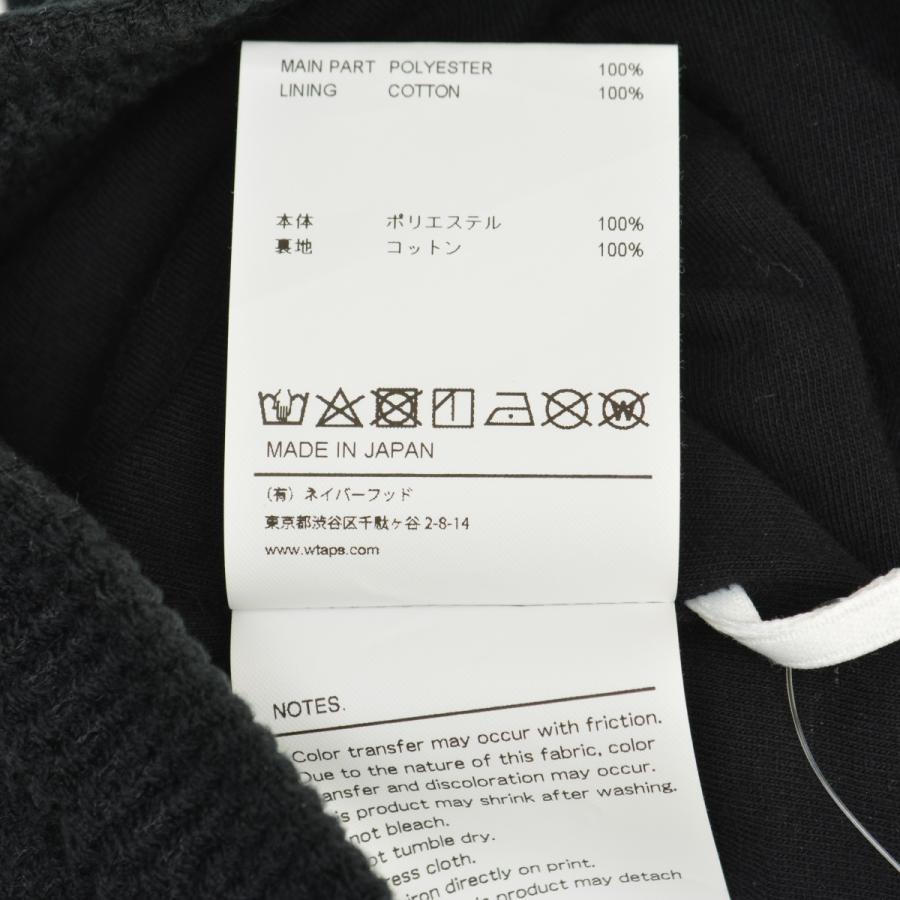 MAIN PART POLYESTER 100%
LINING COTTON 100%
本体 ポリエステル 100%
裏地 コットン 100%
W
MADE IN JAPAN
(有) ネイバーフッド
東京都渋谷区千駄ヶ谷 2-8-14
www.wtaps.com
NOTES.
Color transfer may occur with friction.
Due to the nature of this fabric, color
transfer and discoloration may occur.
This product may shrink after washing.
not bleach.
tumble dry.
press cloth.
iron directly on print.
product may detach